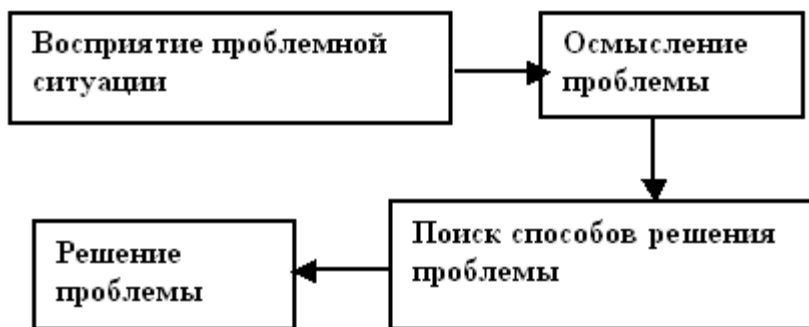 Восприятие проблемной
ситуации
Осмысление
проблемы
Поиск способов решения
проблемы
Решение
проблемы